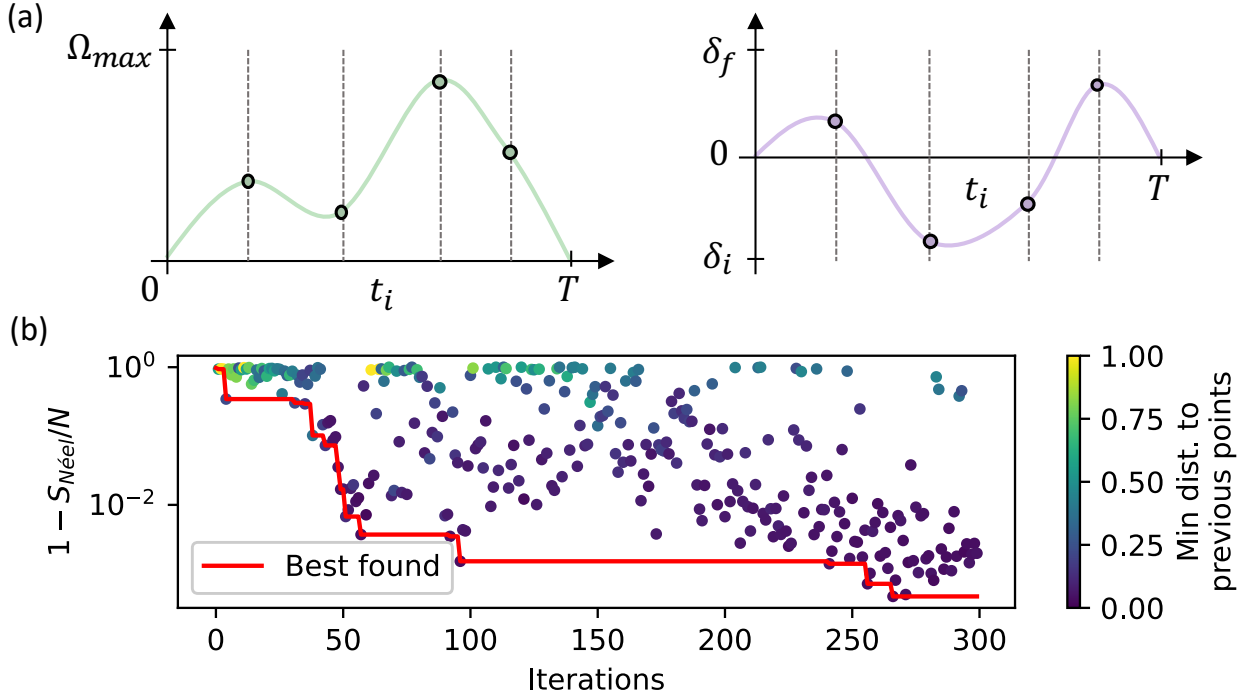 (a)
Ω_max
0
t_i
T
δ_f
0
δ_i
t_i
T
(b)
1 − S_Néel/N
10^0
10^−2
Best found
0
50
100
150
200
250
300
Iterations
1.00
0.75
0.50
0.25
0.00
Min dist. to
previous points